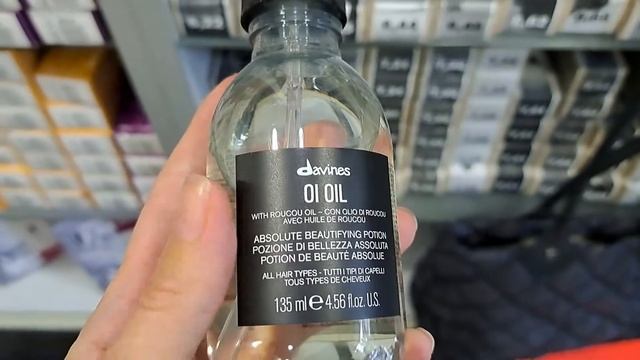 davines
OI OIL
WITH ROUCOU OIL – CON OLIO DI ROUCOU
AVEC HUILE DE ROUCOU
ABSOLUTE BEAUTIFYING POTION
POZIONE DI BELLEZZA ASSOLUTA
POTION DE BEAUTÉ ABSOLUE
ALL HAIR TYPES - TUTTI I TIPI DI CAPELLI
TOUS TYPES DE CHEVEUX
135 ml e 4.56 fl.oz. U.S.